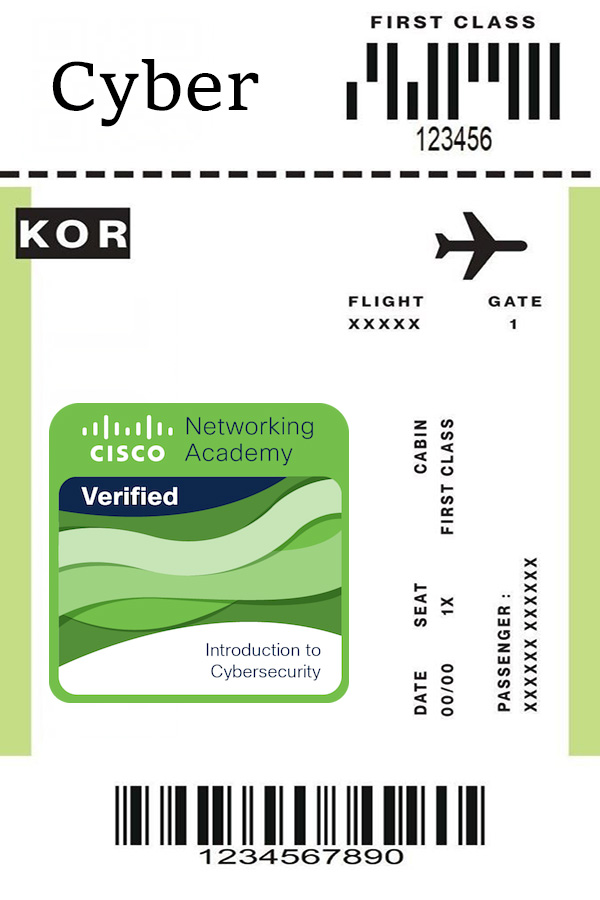 Cyber
FIRST CLASS
123456
KOR
FLIGHT
XXXXX
GATE
1
CISCO
Networking
Academy
Verified
Introduction to
Cybersecurity
CABIN
FIRST CLASS
SEAT
1X
DATE
00/00
PASSENGER :
XXXXXX XXXXXX
1234567890